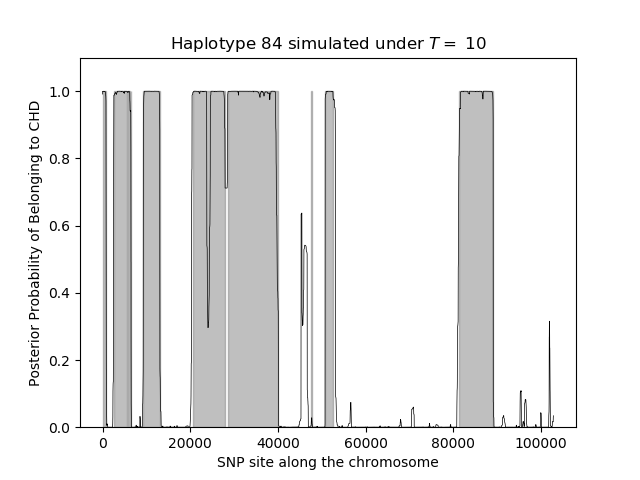 Haplotype 84 simulated under T = 10
Posterior Probability of Belonging to CHD
1.0
0.8
0.6
0.4
0.2
0.0
0 20000 40000 60000 80000 100000
SNP site along the chromosome